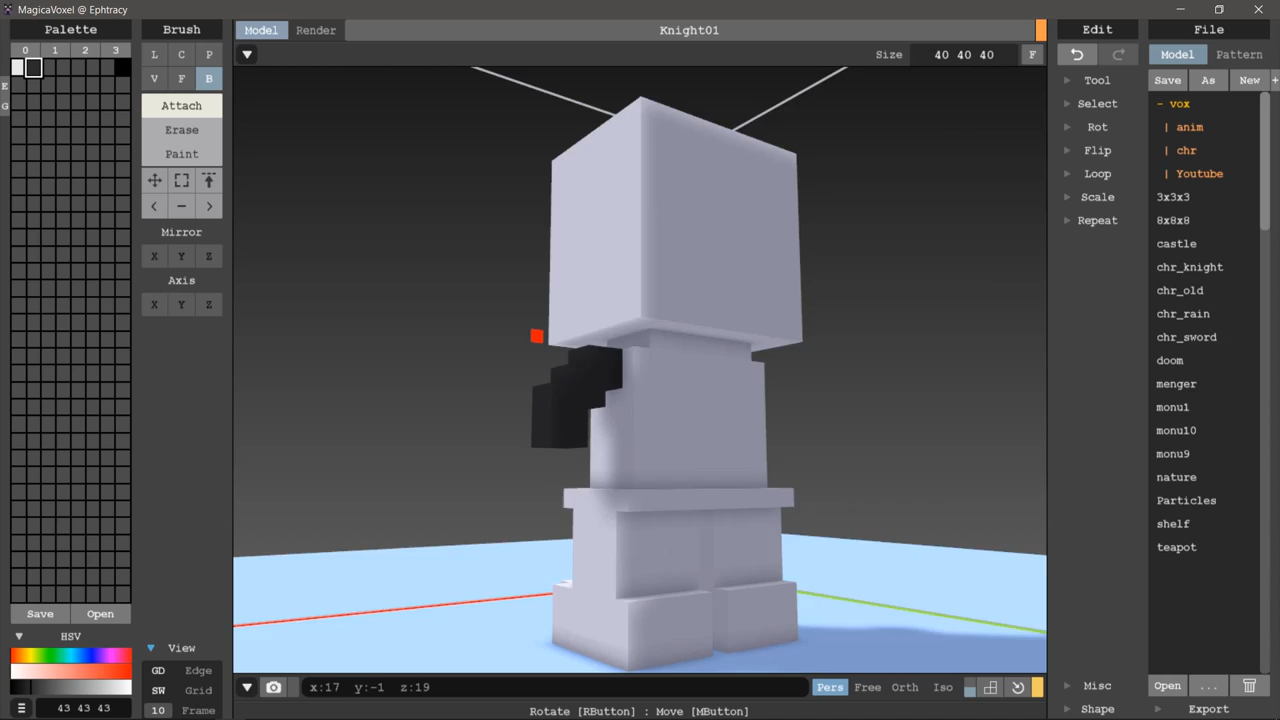 MagicaVoxel @ Ephtracy
Palette
0 1 2 3
E
G
Save Open
HSV
43 43 43
Brush
L C P
V F B
Attach
Erase
Paint
< − >
Mirror
X Y Z
Axis
X Y Z
View
GD Edge
SW Grid
10 Frame
Model Render Knight01
Size 40 40 40 F
x:17 y:-1 z:19 Pers Free Orth Iso
Rotate [RButton] : Move [MButton]
Edit
Tool
Select
Rot
Flip
Loop
Scale
Repeat
Misc
Shape
File
Model Pattern
Save As New +
− vox
| anim
| chr
| Youtube
3x3x3
8x8x8
castle
chr_knight
chr_old
chr_rain
chr_sword
doom
menger
monu1
monu10
monu9
nature
Particles
shelf
teapot
Open ...
Export